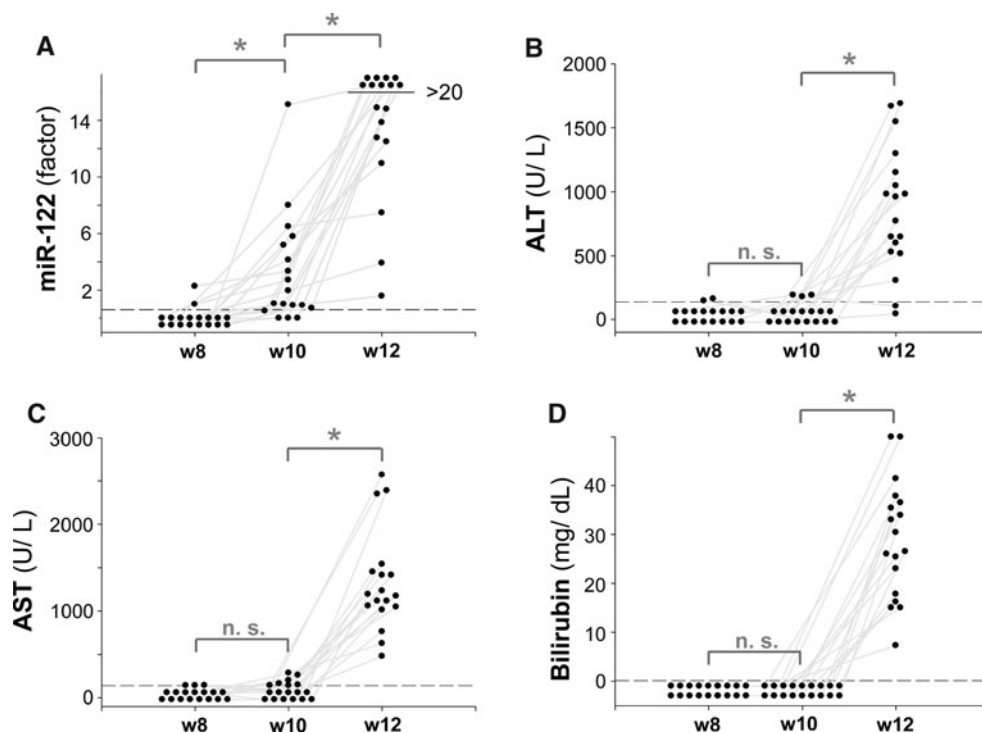 A
*
*
miR-122 (factor)
14
10
6
2
>20
w8 w10 w12
B
*
n. s.
ALT (U/ L)
2000
1500
1000
500
0
w8 w10 w12
C
*
n. s.
AST (U/ L)
3000
2000
1000
0
w8 w10 w12
D
*
n. s.
Bilirubin (mg/ dL)
40
30
20
10
0
w8 w10 w12